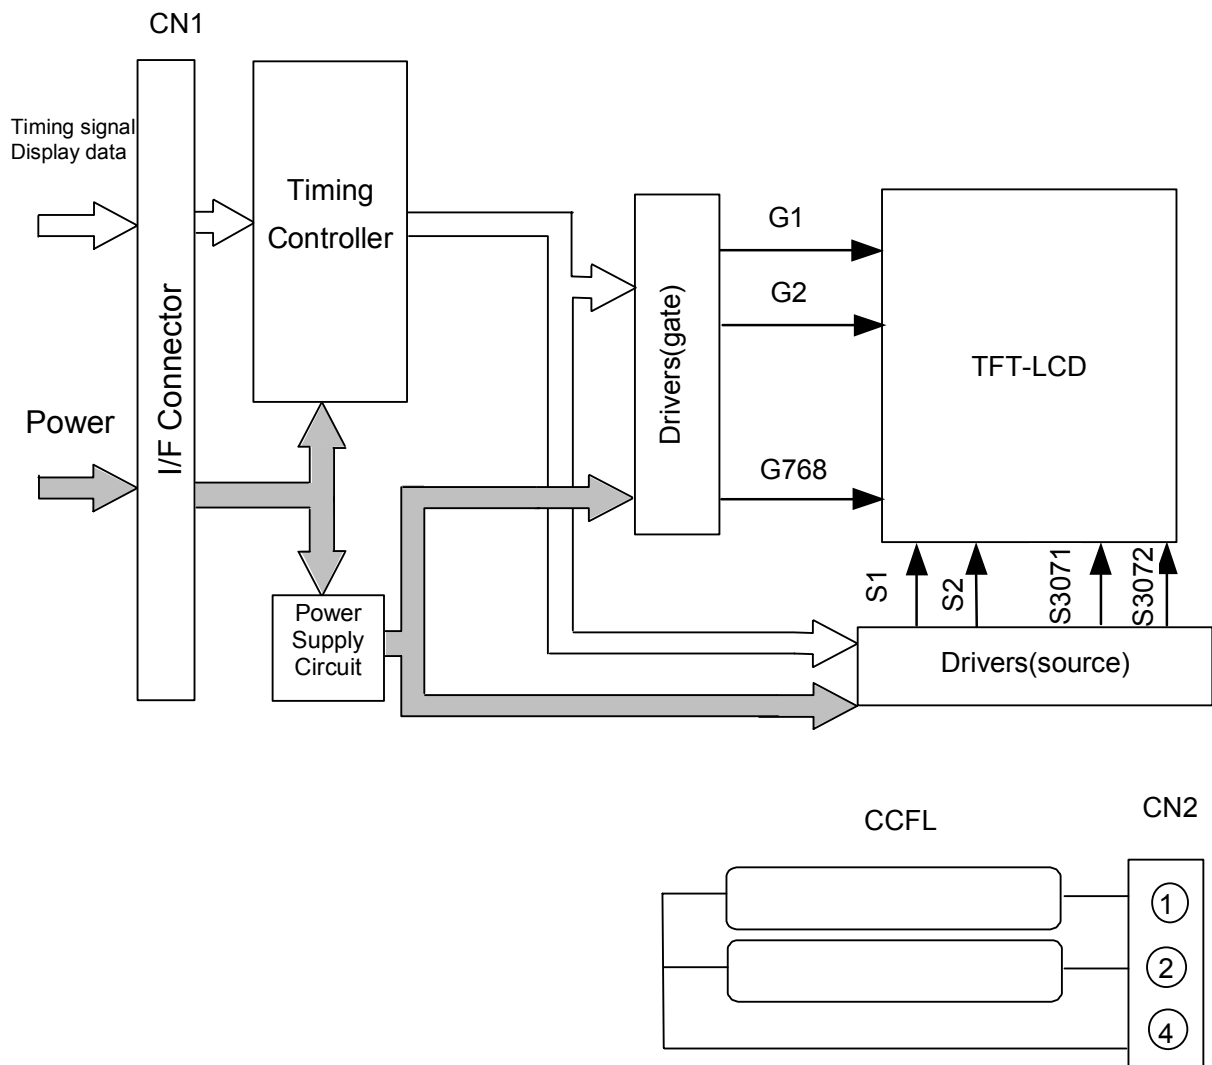 CN1
Timing signal
Display data
Timing
Controller
I/F Connector
Power
Power
Supply
Circuit
Drivers(gate)
G1
G2
G768
TFT-LCD
S1
S2
S3071
S3072
Drivers(source)
CCFL
CN2
1
2
4